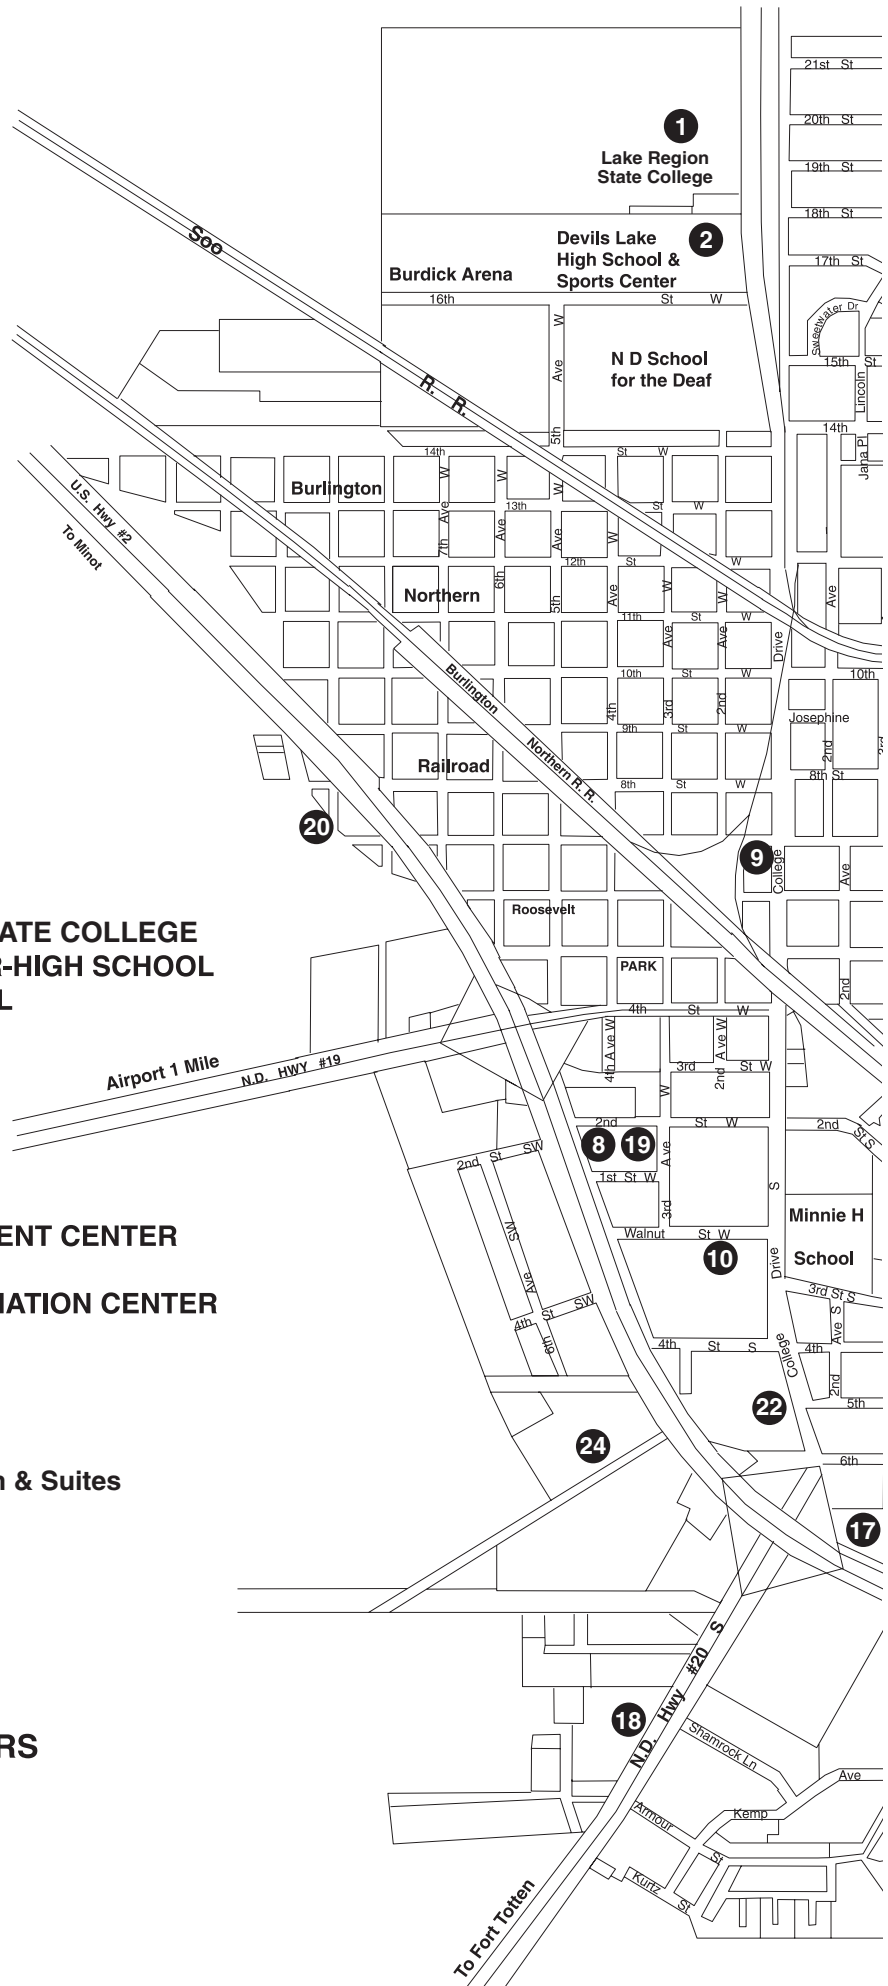 21st St
20th St
1
Lake Region
State College
19th St
18th St
Soo
2
Devils Lake
High School &
Sports Center
17th St
Burdick Arena
16th St W
Sweetwater Dr
W
N D School
for the Deaf
15th St
Ave
Lincoln
R. R.
5th
14th
Jana Pl
14th St W
Burlington
W W W
U.S. Hwy #2
To Minot
13th St W
7th Ave
Ave
Ave
W
12th St W
Northern
6th
5th
Ave
W
W
Ave
11th St W
Ave
Ave
Drive
Burlington
10th St W
10th
4th
3rd
2nd
Josephine
9th St W
Northern R. R.
2nd
3rd
Railroad
8th St W
8th St
20
9
College
Ave
Roosevelt
ATE COLLEGE
R-HIGH SCHOOL
L
PARK
2nd
4th St W
Airport 1 Mile
N.D. HWY #19
4th Ave W
2nd Ave W
3rd St W
W
2nd St W
2nd St S
8
19
Ave
2nd St SW
1st St W
3rd
S
Minnie H
School
SW
Ave
Walnut St W
10
Drive
ENT CENTER
MATION CENTER
3rd St S
4th St SW
6th
Ave S
4th St S
College
4th
2nd
22
5th
24
6th
n & Suites
17
N.D. Hwy #20 S
18
Shamrock Ln
RS
Ave
Kemp
Armour St
Kurtz St
To Fort Totten